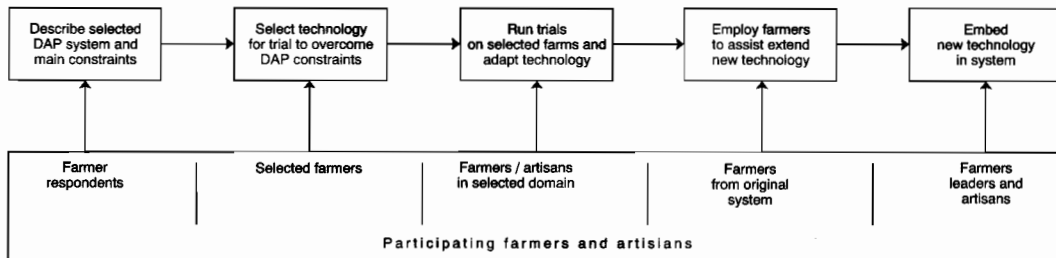 Describe selected
DAP system and
main constraints
Select technology
for trial to overcome
DAP constraints
Run trials
on selected farms and
adapt technology
Employ farmers
to assist extend
new technology
Embed
new technology
in system
Farmer
respondents
Selected farmers
Farmers / artisans
in selected domain
Farmers
from original
system
Farmers
leaders and
artisans
Participating farmers and artisians